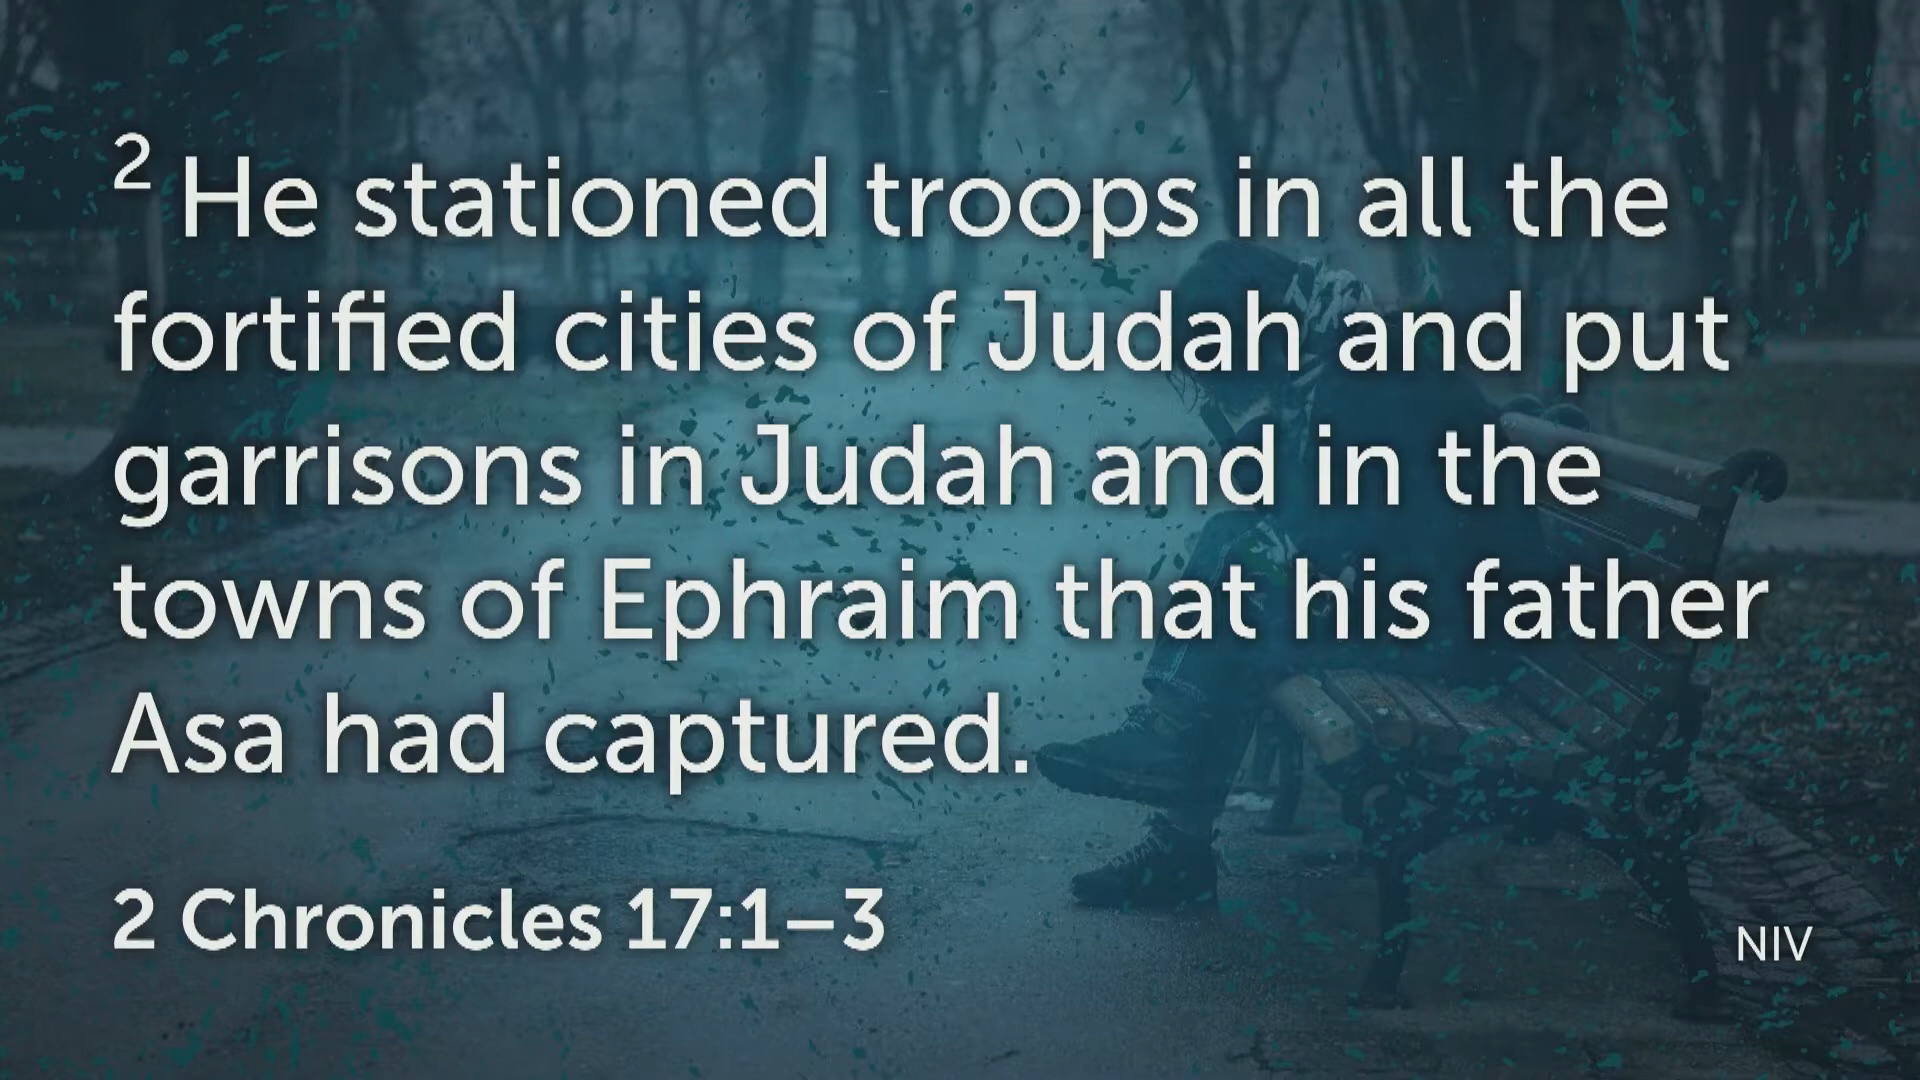 2 He stationed troops in all the
fortified cities of Judah and put
garrisons in Judah and in the
towns of Ephraim that his father
Asa had captured.
2 Chronicles 17:1–3
NIV